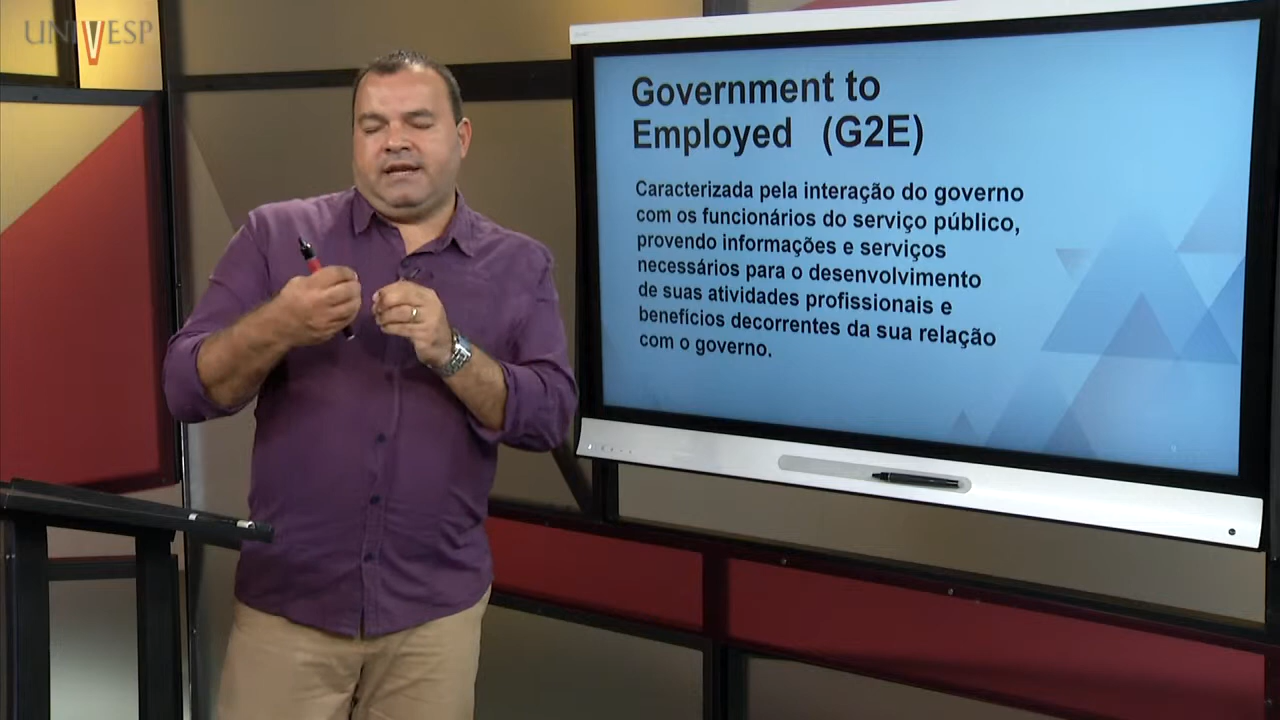 UNIVESP
Government to
Employed (G2E)
Caracterizada pela interação do governo
com os funcionários do serviço público,
provendo informações e serviços
necessários para o desenvolvimento
de suas atividades profissionais e
benefícios decorrentes da sua relação
com o governo.